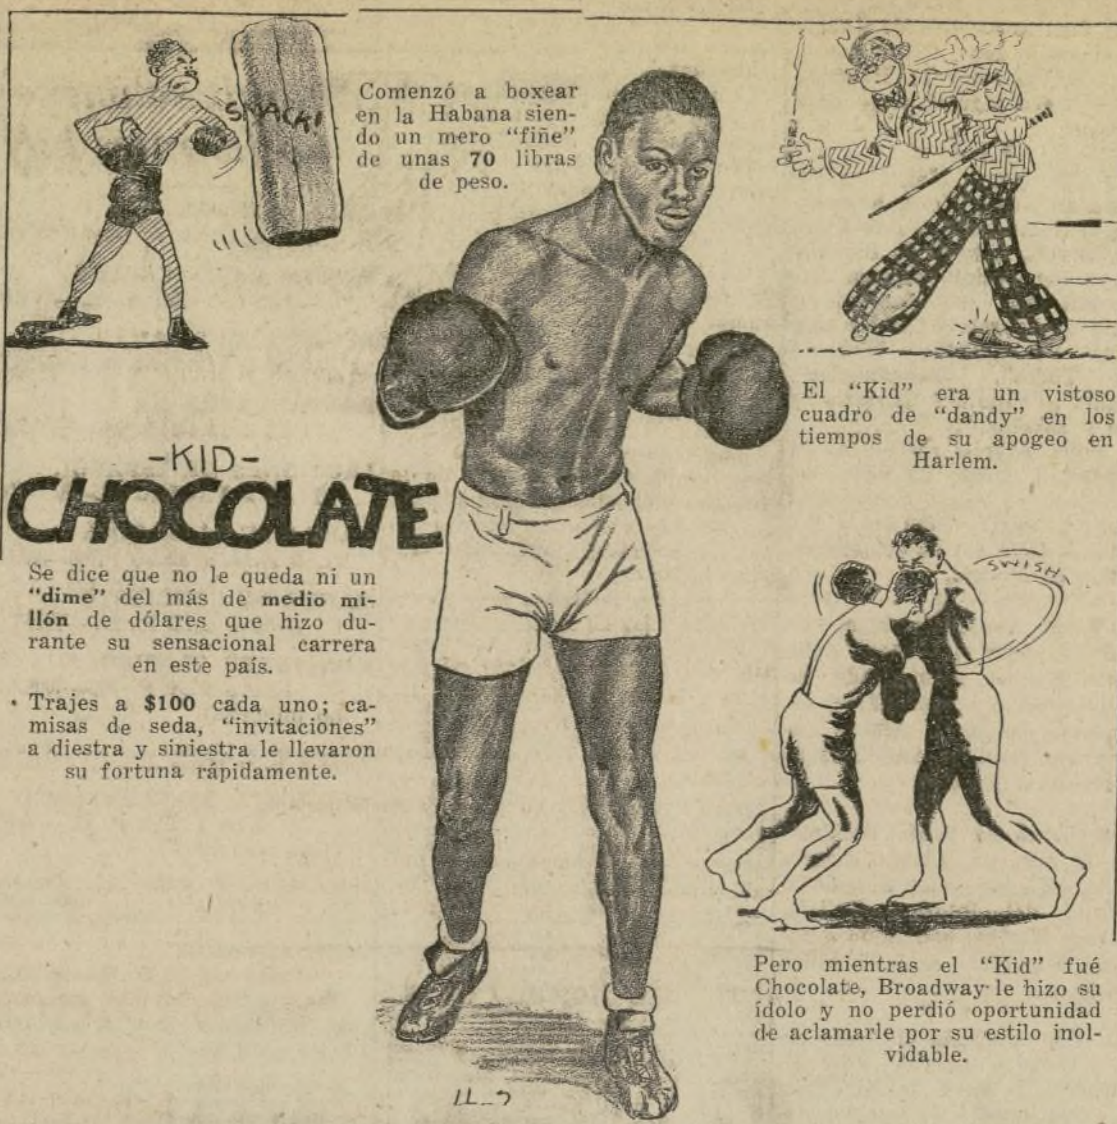 SMACK!
Comenzó a boxear
en la Habana sien-
do un mero “fiñe”
de unas 70 libras
de peso.
El “Kid” era un vistoso
cuadro de “dandy” en los
tiempos de su apogeo en
Harlem.
-KID-
CHOCOLATE
Se dice que no le queda ni un
“dime” del más de medio mi-
llón de dólares que hizo du-
rante su sensacional carrera
en este país.
Trajes a $100 cada uno; ca-
misas de seda, “invitaciones”
a diestra y siniestra le llevaron
su fortuna rápidamente.
SWISH
Pero mientras el “Kid” fué
Chocolate, Broadway le hizo su
ídolo y no perdió oportunidad
de aclamarle por su estilo inol-
vidable.